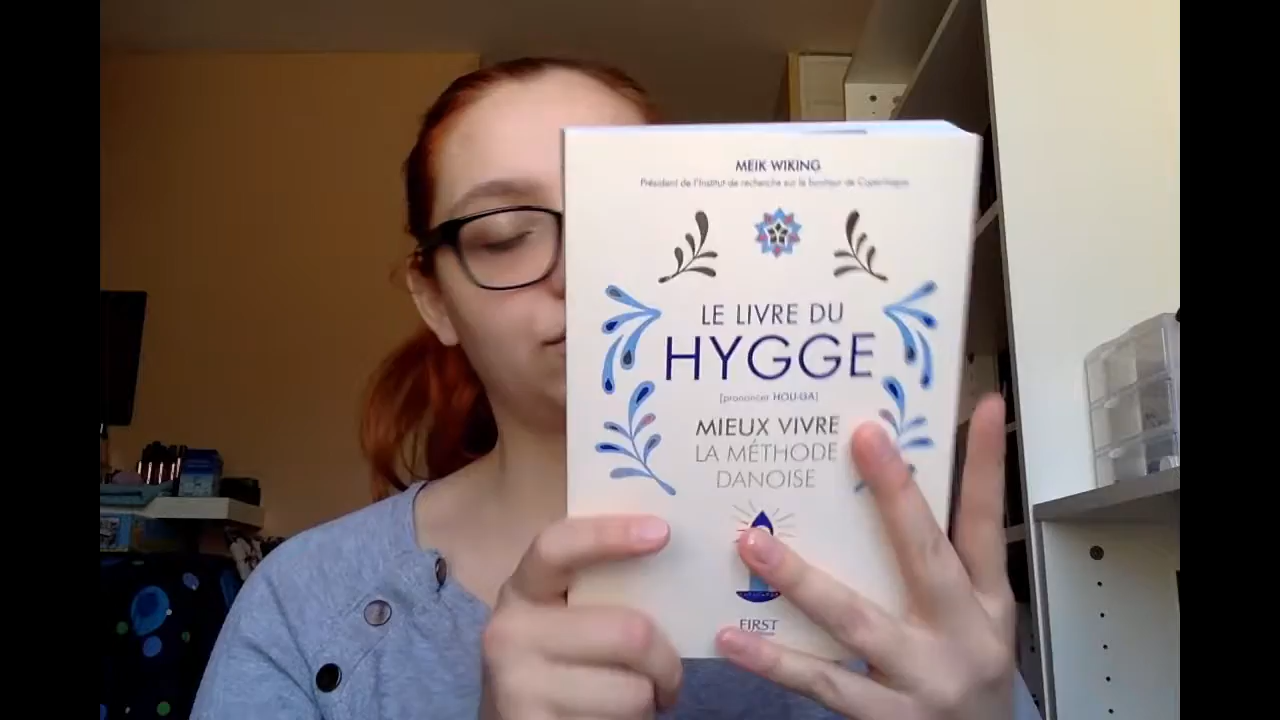 MEIK WIKING
Président de l'Institut de recherche sur le bonheur de Copenhague
LE LIVRE DU
HYGGE
[prononcer HOU-GA]
MIEUX VIVRE
LA MÉTHODE
DANOISE
FIRST